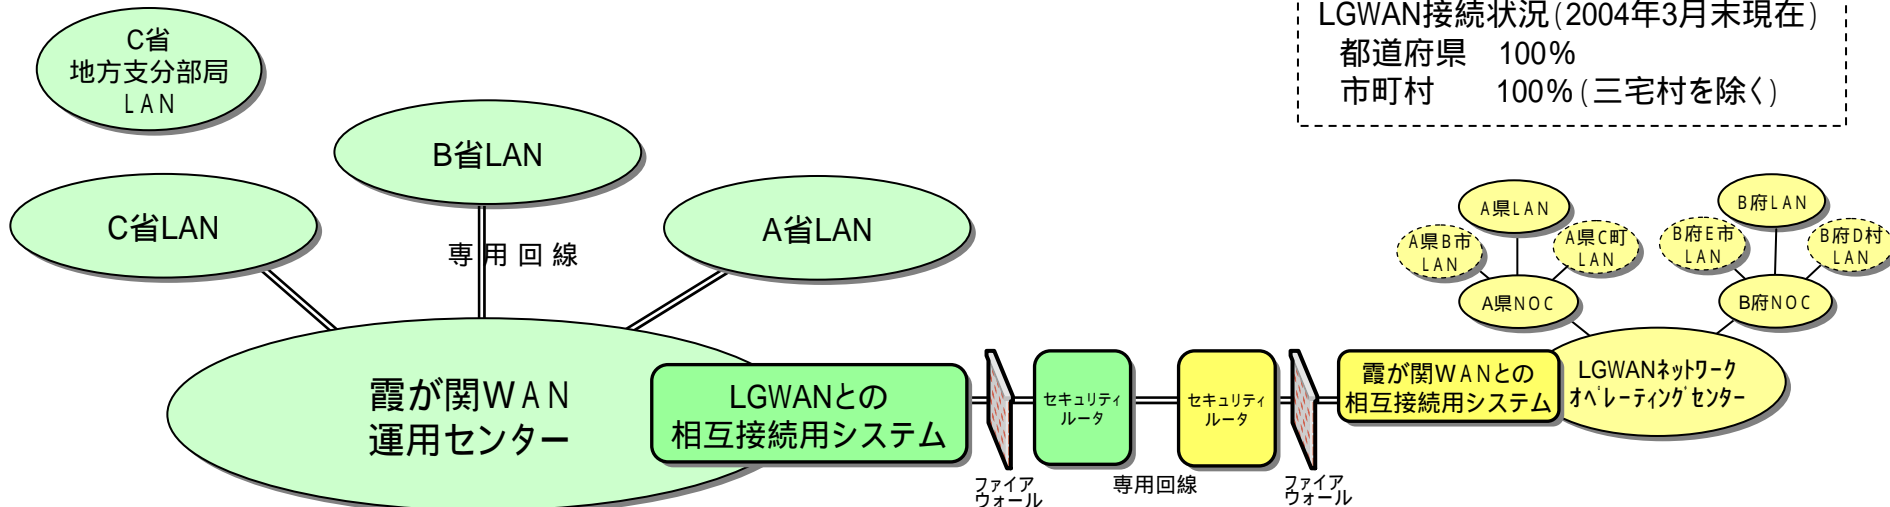 LGWAN接続状況(2004年3月末現在)
都道府県 100%
市町村 100%(三宅村を除く)
C省
地方支分部局
LAN
B省LAN
C省LAN
A省LAN
専用回線
A県LAN
B府LAN
A県B市
LAN
A県C町
LAN
B府E市
LAN
B府D村
LAN
A県NOC
B府NOC
霞が関WAN
運用センター
LGWANとの
相互接続用システム
セキュリティ
ルータ
セキュリティ
ルータ
霞が関WANとの
相互接続用システム
LGWANネットワーク
オペレーティングセンター
ファイア
ウォール
専用回線
ファイア
ウォール